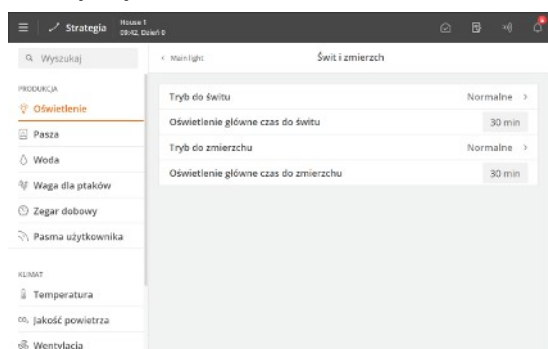 Strategia
House 1
09:42, Dzień 0
Wyszukaj
< Main light
Świt i zmierzch
PRODUKCJA
Oświetlenie
Pasza
Woda
Waga dla ptaków
Zegar dobowy
Pasma użytkownika
KLIMAT
Temperatura
CO₂ Jakość powietrza
Wentylacja
Tryb do świtu Normalne >
Oświetlenie główne czas do świtu 30 min
Tryb do zmierzchu Normalne >
Oświetlenie główne czas do zmierzchu 30 min